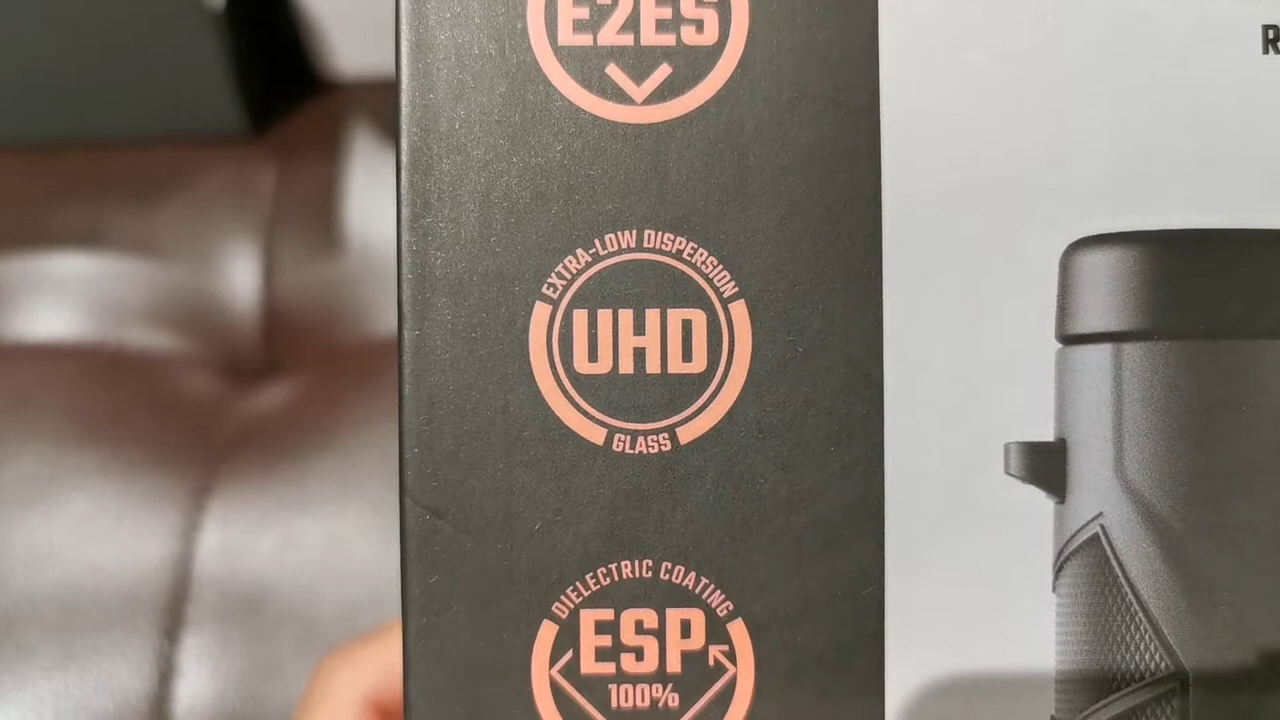 E2ES
EXTRA-LOW DISPERSION
UHD
GLASS
DIELECTRIC COATING
ESP
100%